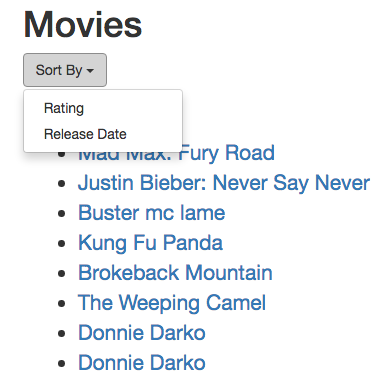 Movies
Sort By
Rating
Release Date
Mad Max: Fury Road
Justin Bieber: Never Say Never
Buster mc lame
Kung Fu Panda
Brokeback Mountain
The Weeping Camel
Donnie Darko
Donnie Darko